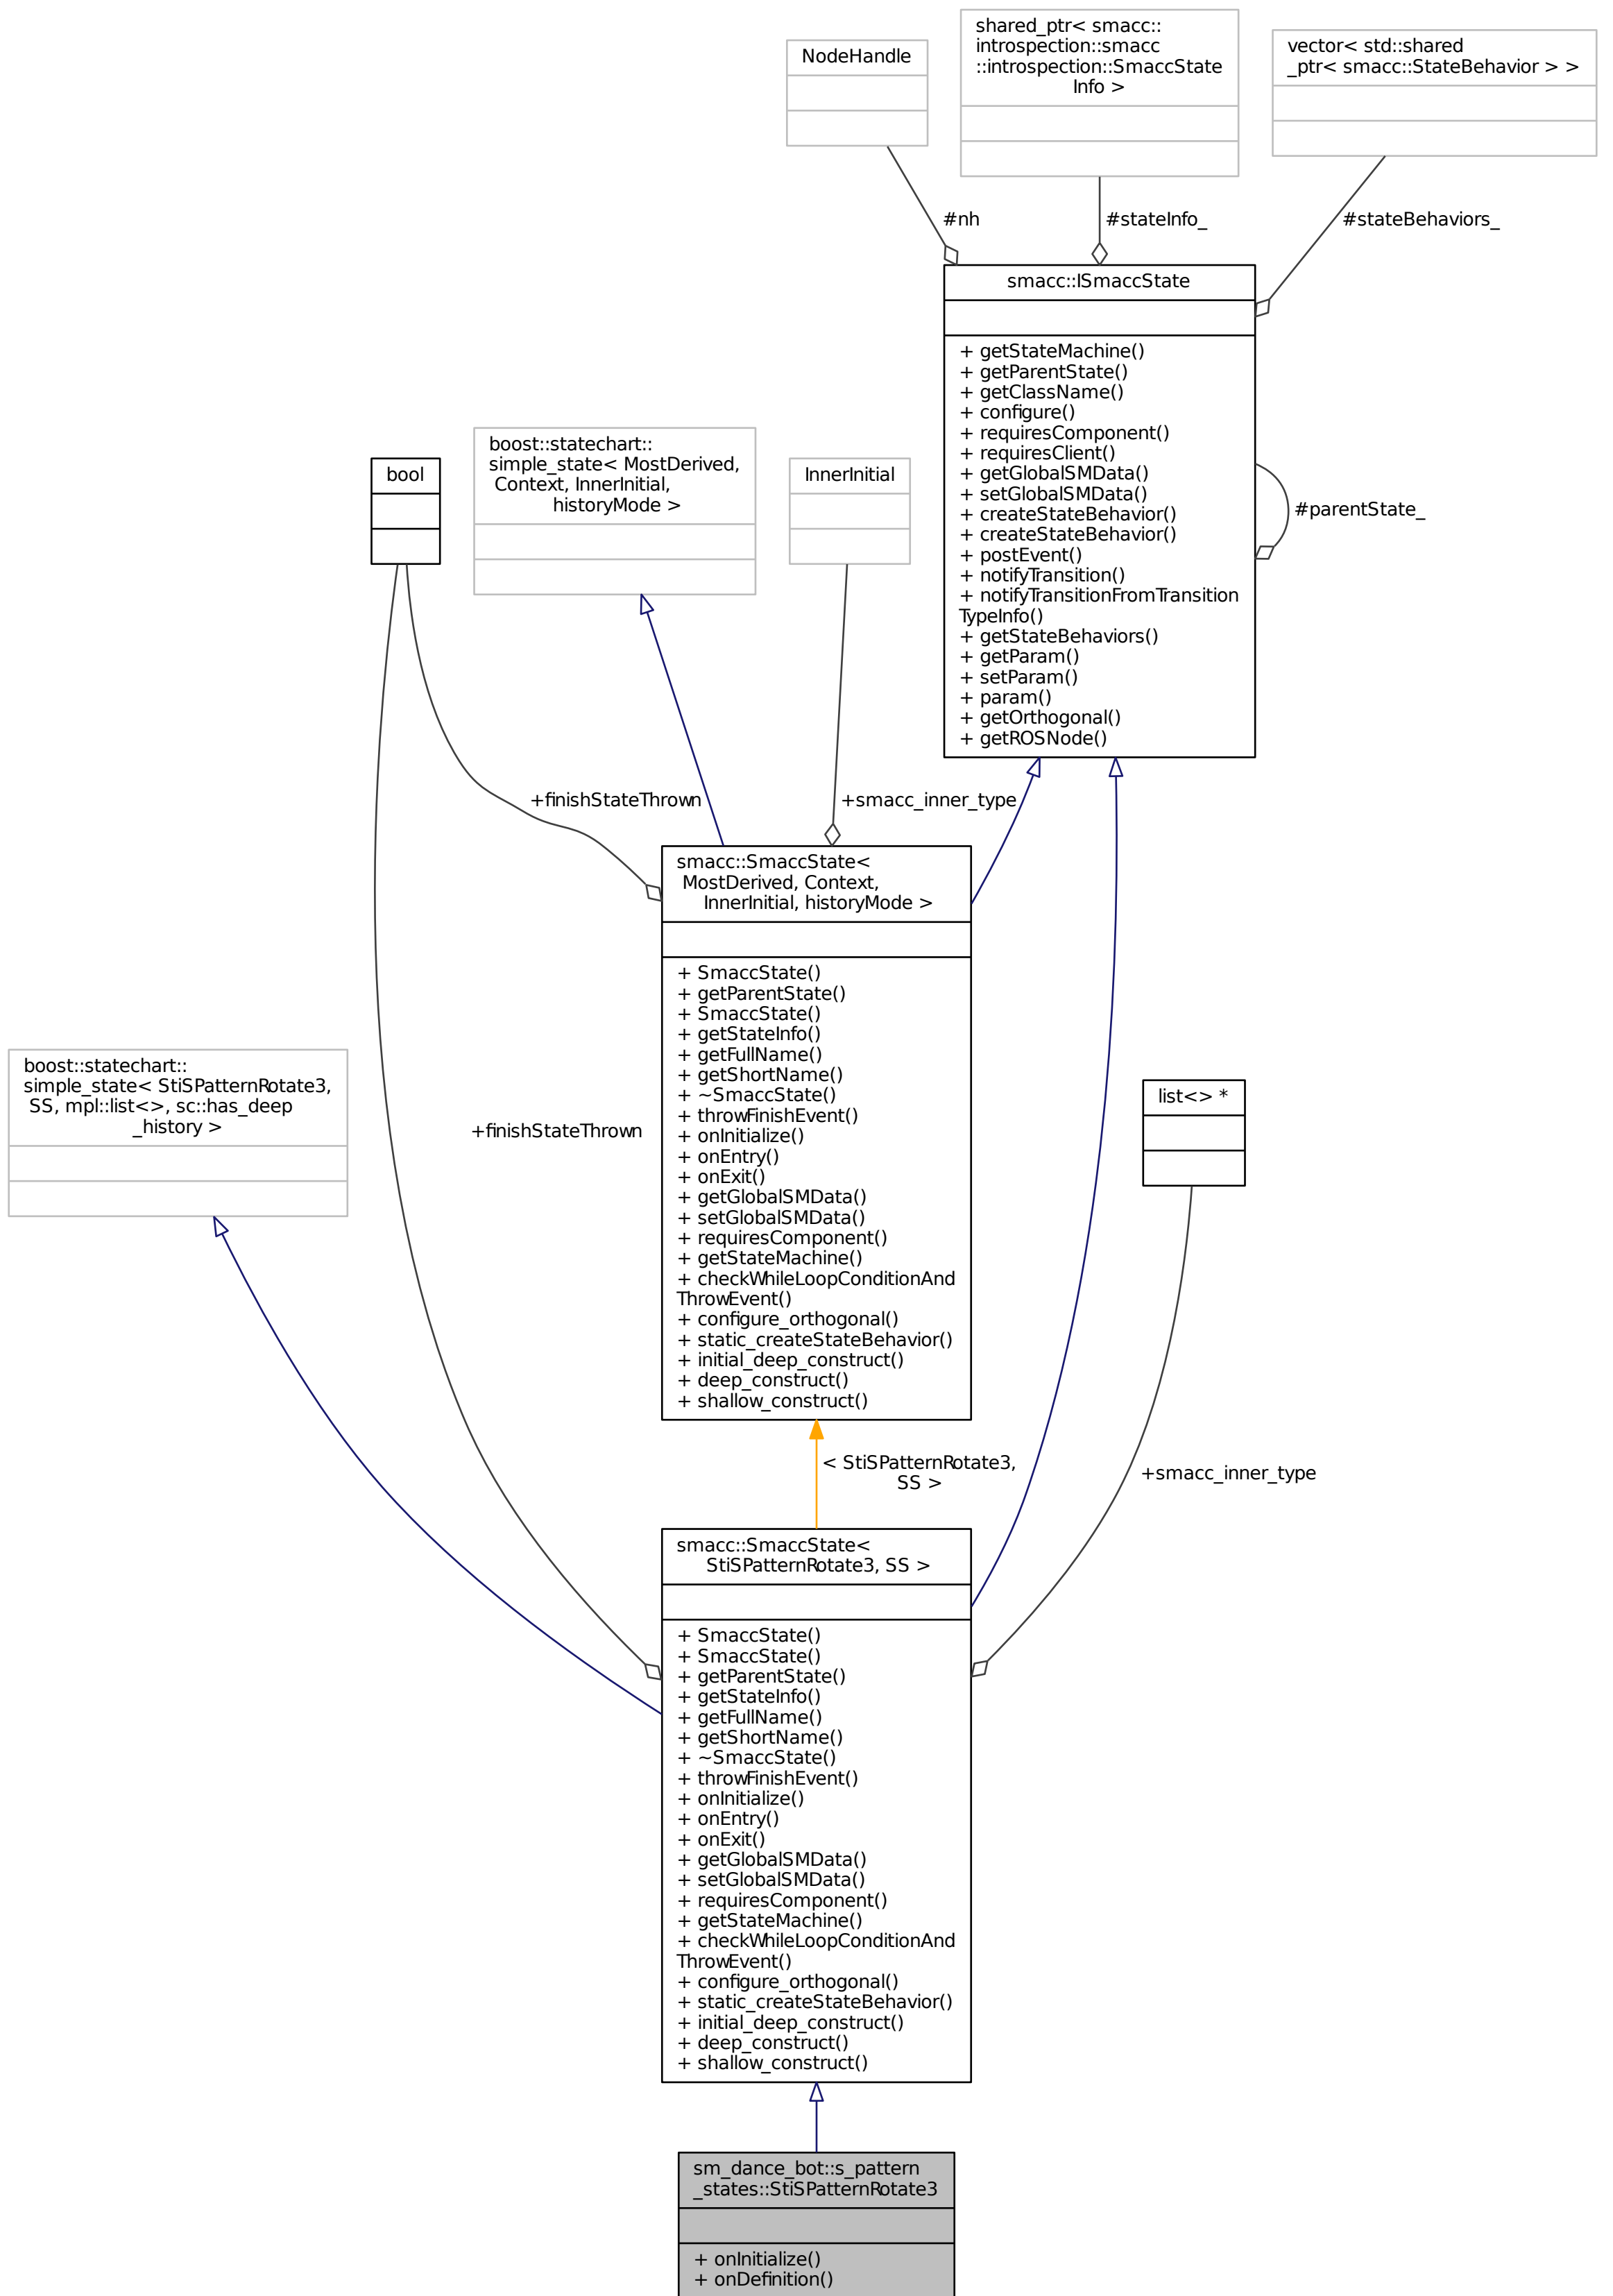 NodeHandle
shared_ptr< smacc::
introspection::smacc
::introspection::SmaccState
Info >
vector< std::shared
_ptr< smacc::StateBehavior > >
#nh
#stateInfo_
#stateBehaviors_
smacc::ISmaccState
+ getStateMachine()
+ getParentState()
+ getClassName()
+ configure()
+ requiresComponent()
+ requiresClient()
+ getGlobalSMData()
+ setGlobalSMData()
+ createStateBehavior()
+ createStateBehavior()
+ postEvent()
+ notifyTransition()
+ notifyTransitionFromTransition
TypeInfo()
+ getStateBehaviors()
+ getParam()
+ setParam()
+ param()
+ getOrthogonal()
+ getROSNode()
#parentState_
bool
boost::statechart::
simple_state< MostDerived,
Context, InnerInitial,
historyMode >
InnerInitial
+finishStateThrown
+smacc_inner_type
smacc::SmaccState<
MostDerived, Context,
InnerInitial, historyMode >
+ SmaccState()
+ getParentState()
+ SmaccState()
+ getStateInfo()
+ getFullName()
+ getShortName()
+ ~SmaccState()
+ throwFinishEvent()
+ onInitialize()
+ onEntry()
+ onExit()
+ getGlobalSMData()
+ setGlobalSMData()
+ requiresComponent()
+ getStateMachine()
+ checkWhileLoopConditionAnd
ThrowEvent()
+ configure_orthogonal()
+ static_createStateBehavior()
+ initial_deep_construct()
+ deep_construct()
+ shallow_construct()
boost::statechart::
simple_state< StiSPatternRotate3,
SS, mpl::list<>, sc::has_deep
_history >
+finishStateThrown
list<> *
< StiSPatternRotate3,
SS >
+smacc_inner_type
smacc::SmaccState<
StiSPatternRotate3, SS >
+ SmaccState()
+ SmaccState()
+ getParentState()
+ getStateInfo()
+ getFullName()
+ getShortName()
+ ~SmaccState()
+ throwFinishEvent()
+ onInitialize()
+ onEntry()
+ onExit()
+ getGlobalSMData()
+ setGlobalSMData()
+ requiresComponent()
+ getStateMachine()
+ checkWhileLoopConditionAnd
ThrowEvent()
+ configure_orthogonal()
+ static_createStateBehavior()
+ initial_deep_construct()
+ deep_construct()
+ shallow_construct()
sm_dance_bot::s_pattern
_states::StiSPatternRotate3
+ onInitialize()
+ onDefinition()